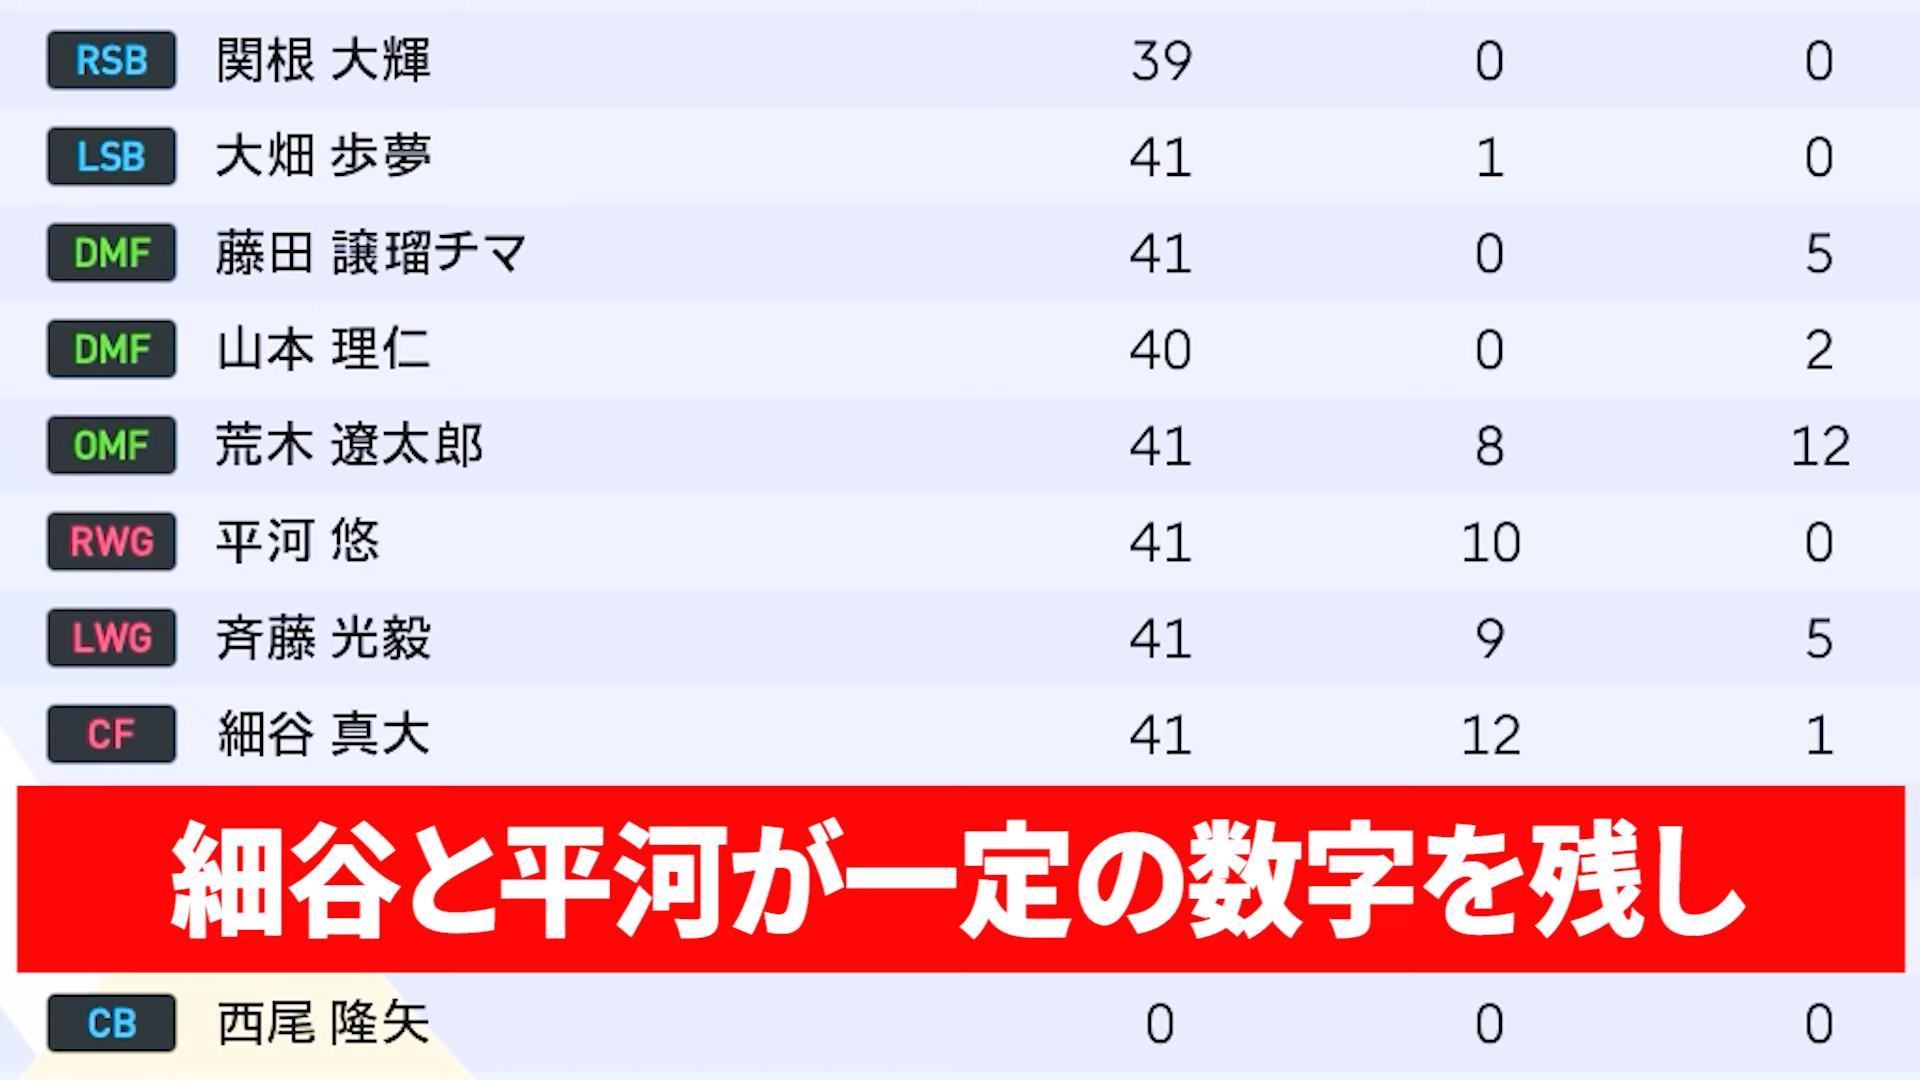 RSB 関根 大輝 39 0 0
LSB 大畑 歩夢 41 1 0
DMF 藤田 譲瑠チマ 41 0 5
DMF 山本 理仁 40 0 2
OMF 荒木 遼太郎 41 8 12
RWG 平河 悠 41 10 0
LWG 斉藤 光毅 41 9 5
CF 細谷 真大 41 12 1
細谷と平河が一定の数字を残し
CB 西尾 隆矢 0 0 0